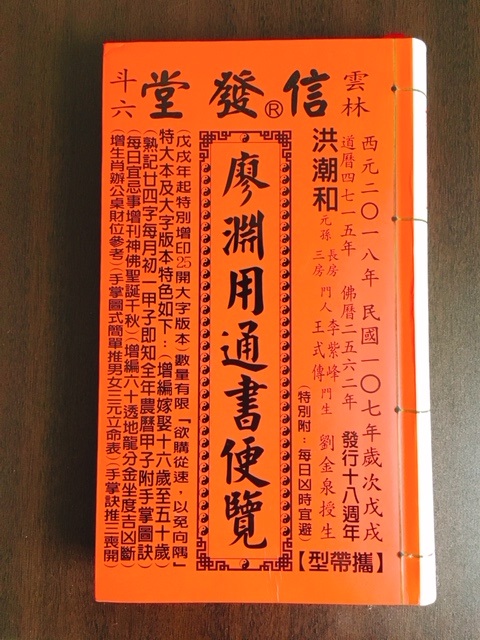 雲林
信發®堂
斗六
西元二〇一八年 民國一〇七年歲次戊戌
道曆四七一五年 佛曆二五六二年 發行十八週年
洪潮和
元孫
長房
三房
門人
李紫峰
王式傳
門生
劉金泉授生
(特別附:每日凶時宜避)
【攜帶型】
廖淵用通書便覽
(戊戌年起特別增印25開大字版本)數量有限「欲購從速,以免向隅」
特大本及大字版本特色如下:(增編嫁娶十六歲至五十歲)
(熟記廿四字每月初一甲子即知全年農曆甲子附手掌圖訣)
(每日宜忌事增刊神佛聖誕千秋)(增編六十透地龍分金坐度吉凶斷)
(增生肖辦公桌財位參考)(手掌圖式簡單推男女三元立命表)(手掌訣推三喪開)